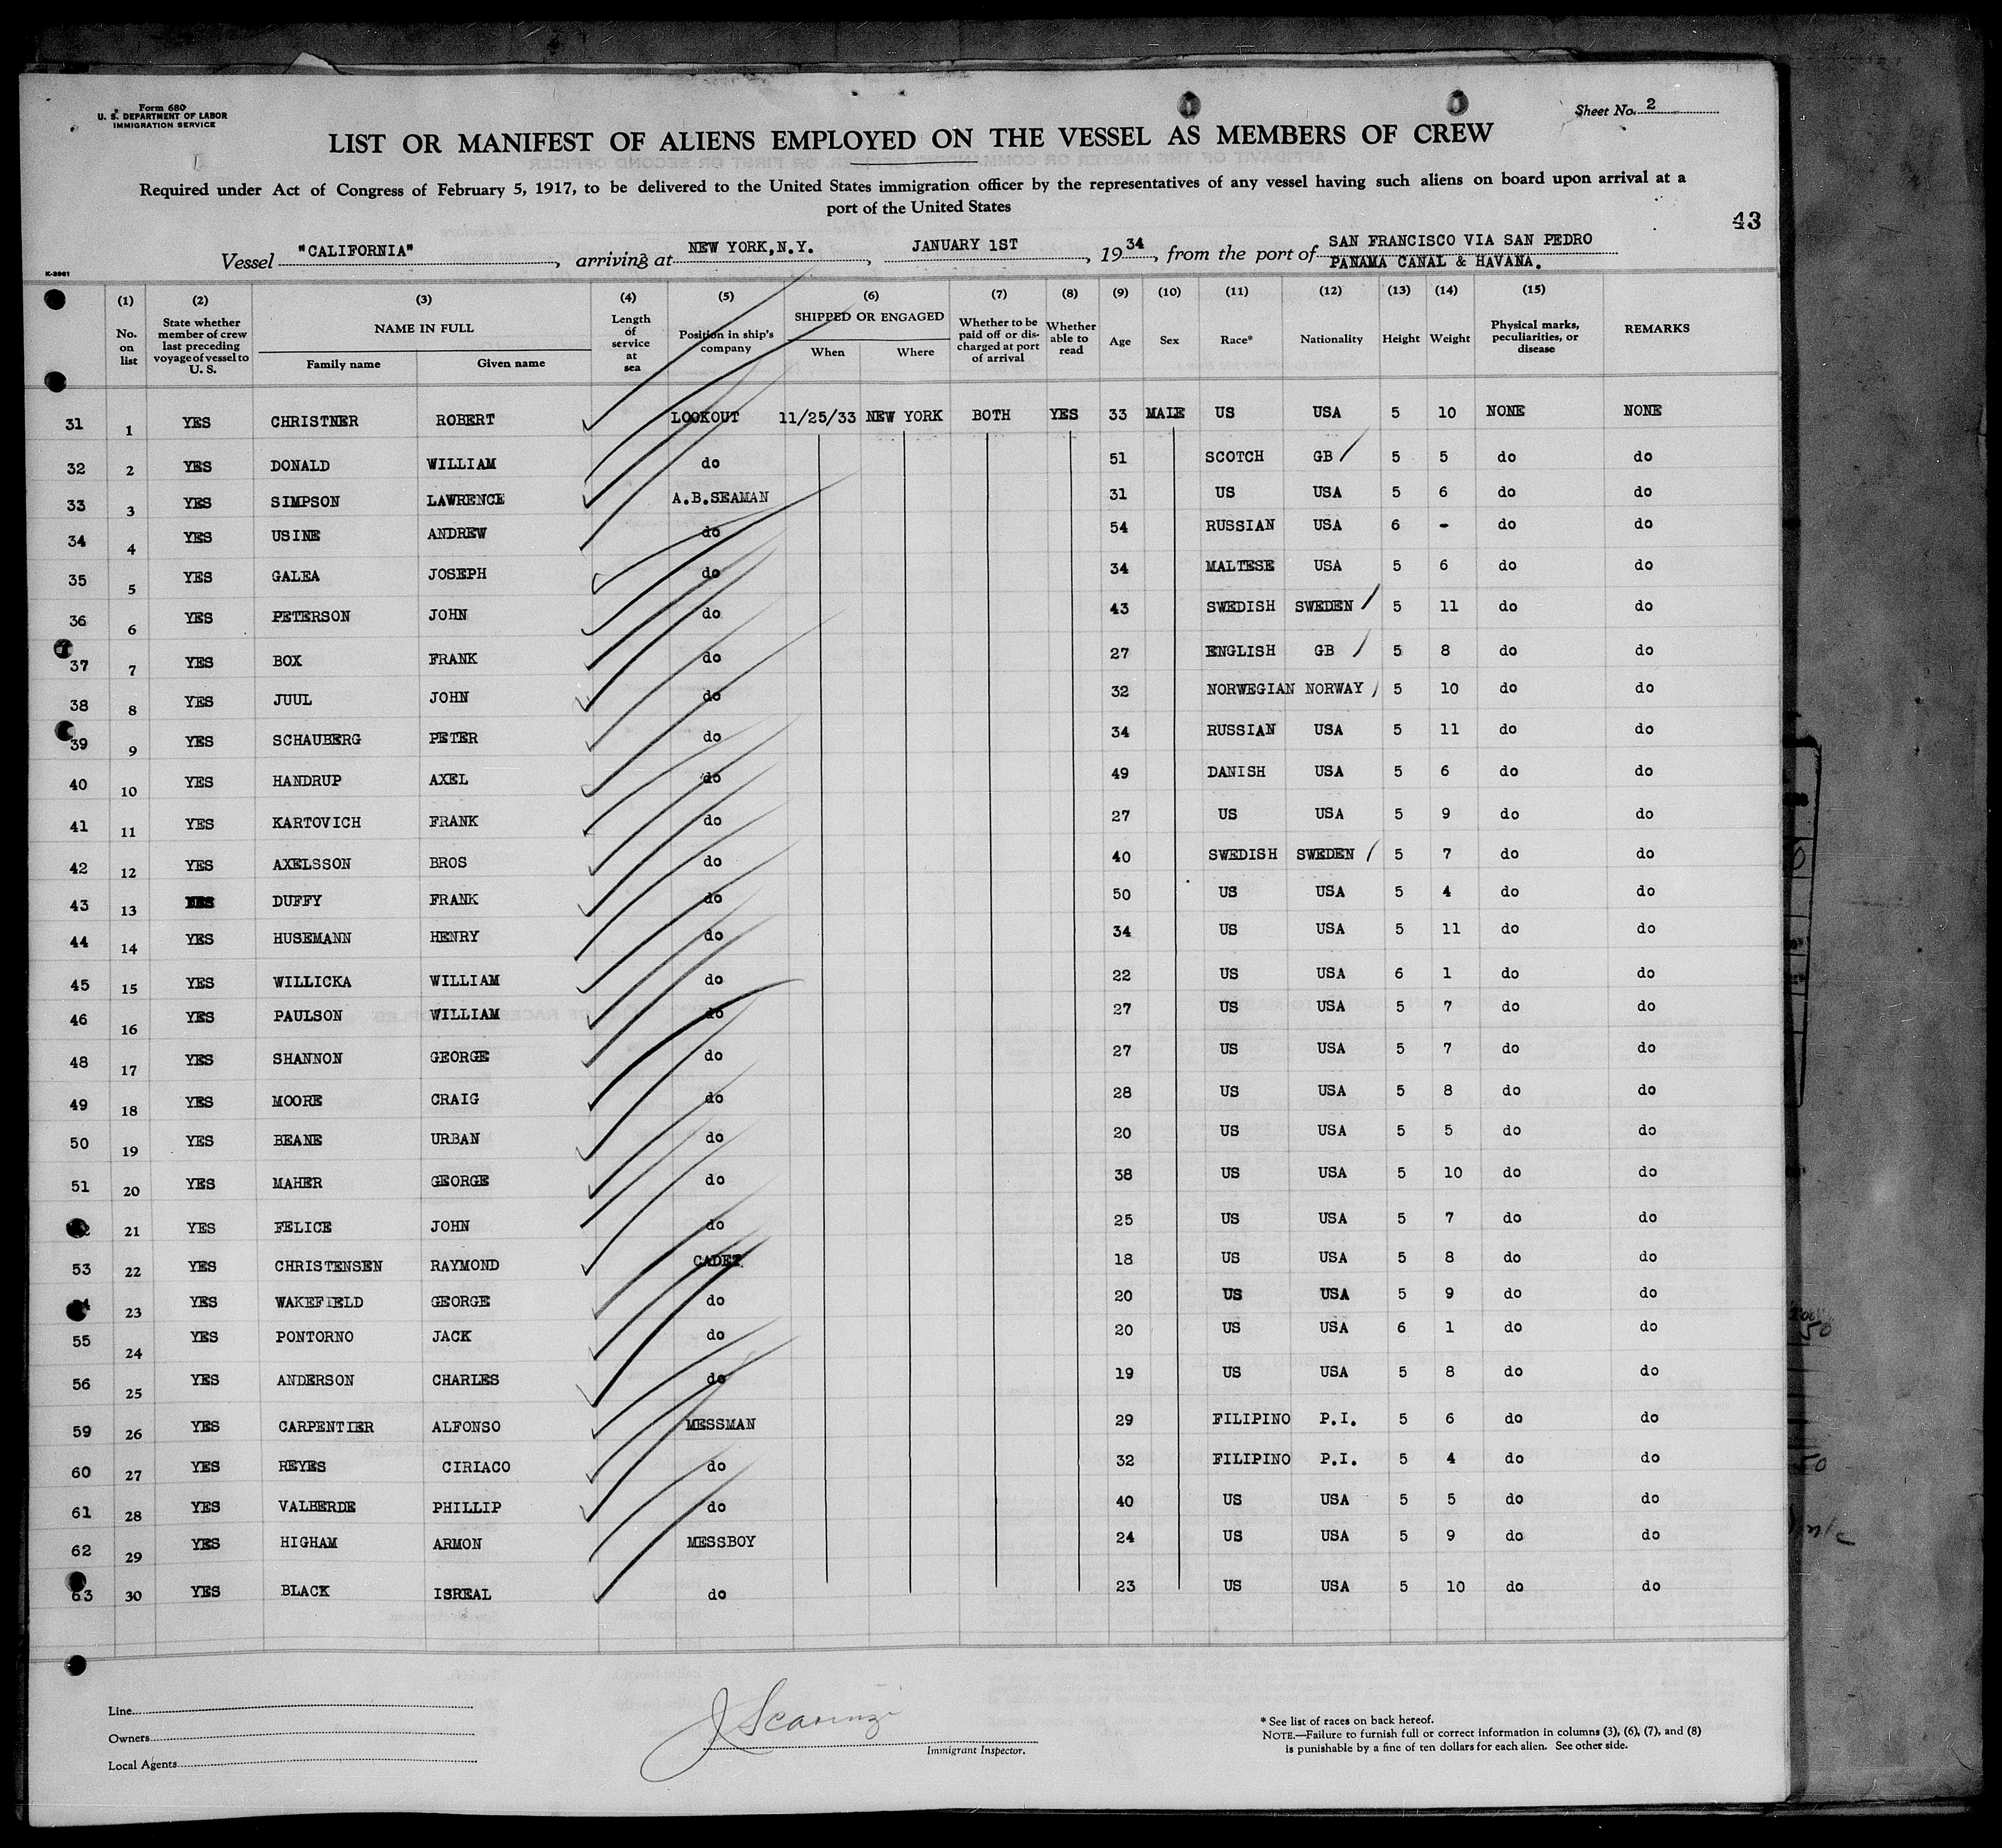 Form 680
U. S. DEPARTMENT OF LABOR
IMMIGRATION SERVICE
Sheet No. 2
LIST OR MANIFEST OF ALIENS EMPLOYED ON THE VESSEL AS MEMBERS OF CREW
Required under Act of Congress of February 5, 1917, to be delivered to the United States immigration officer by the representatives of any vessel having such aliens on board upon arrival at a
port of the United States
43
Vessel "CALIFORNIA", arriving at NEW YORK,N.Y., JANUARY 1ST, 1934, from the port of SAN FRANCISCO VIA SAN PEDRO
PANAMA CANAL & HAVANA.
K-3961
(1) (2) (3) (4) (5) (6) (7) (8) (9) (10) (11) (12) (13) (14) (15)
No. on list State whether member of crew last preceding voyage of vessel to U. S. NAME IN FULL Family name Given name Length of service at sea Position in ship's company SHIPPED OR ENGAGED When Where Whether to be paid off or discharged at port of arrival Whether able to read Age Sex Race* Nationality Height Weight Physical marks, peculiarities, or disease REMARKS
31 1 YES CHRISTNER ROBERT LOOKOUT 11/25/33 NEW YORK BOTH YES 33 MALE US USA 5 10 NONE NONE
32 2 YES DONALD WILLIAM do 51 SCOTCH GB 5 5 do do
33 3 YES SIMPSON LAWRENCE A.B.SEAMAN 31 US USA 5 6 do do
34 4 YES USINE ANDREW do 54 RUSSIAN USA 6 - do do
35 5 YES GALEA JOSEPH do 34 MALTESE USA 5 6 do do
36 6 YES PETERSON JOHN do 43 SWEDISH SWEDEN 5 11 do do
37 7 YES BOX FRANK do 27 ENGLISH GB 5 8 do do
38 8 YES JUUL JOHN do 32 NORWEGIAN NORWAY 5 10 do do
39 9 YES SCHAUBERG PETER do 34 RUSSIAN USA 5 11 do do
40 10 YES HANDRUP AXEL do 49 DANISH USA 5 6 do do
41 11 YES KARTOVICH FRANK do 27 US USA 5 9 do do
42 12 YES AXELSSON BROS do 40 SWEDISH SWEDEN 5 7 do do
43 13 YES DUFFY FRANK do 50 US USA 5 4 do do
44 14 YES HUSEMANN HENRY do 34 US USA 5 11 do do
45 15 YES WILLICKA WILLIAM do 22 US USA 6 1 do do
46 16 YES PAULSON WILLIAM do 27 US USA 5 7 do do
48 17 YES SHANNON GEORGE do 27 US USA 5 7 do do
49 18 YES MOORE CRAIG do 28 US USA 5 8 do do
50 19 YES BEANE URBAN do 20 US USA 5 5 do do
51 20 YES MAHER GEORGE do 38 US USA 5 10 do do
21 YES FELICE JOHN do 25 US USA 5 7 do do
53 22 YES CHRISTENSEN RAYMOND CADET 18 US USA 5 8 do do
23 YES WAKEFIELD GEORGE do 20 US USA 5 9 do do
55 24 YES PONTORNO JACK do 20 US USA 6 1 do do
56 25 YES ANDERSON CHARLES do 19 US USA 5 8 do do
59 26 YES CARPENTIER ALFONSO MESSMAN 29 FILIPINO P.I. 5 6 do do
60 27 YES REYES CIRIACO do 32 FILIPINO P.I. 5 4 do do
61 28 YES VALBERDE PHILLIP do 40 US USA 5 5 do do
62 29 YES HIGHAM ARMON MESSBOY 24 US USA 5 9 do do
63 30 YES BLACK ISREAL do 23 US USA 5 10 do do
Line
Owners
Local Agents
J Scarinzi
Immigrant Inspector.
* See list of races on back hereof.
NOTE.—Failure to furnish full or correct information in columns (3), (6), (7), and (8)
is punishable by a fine of ten dollars for each alien. See other side.